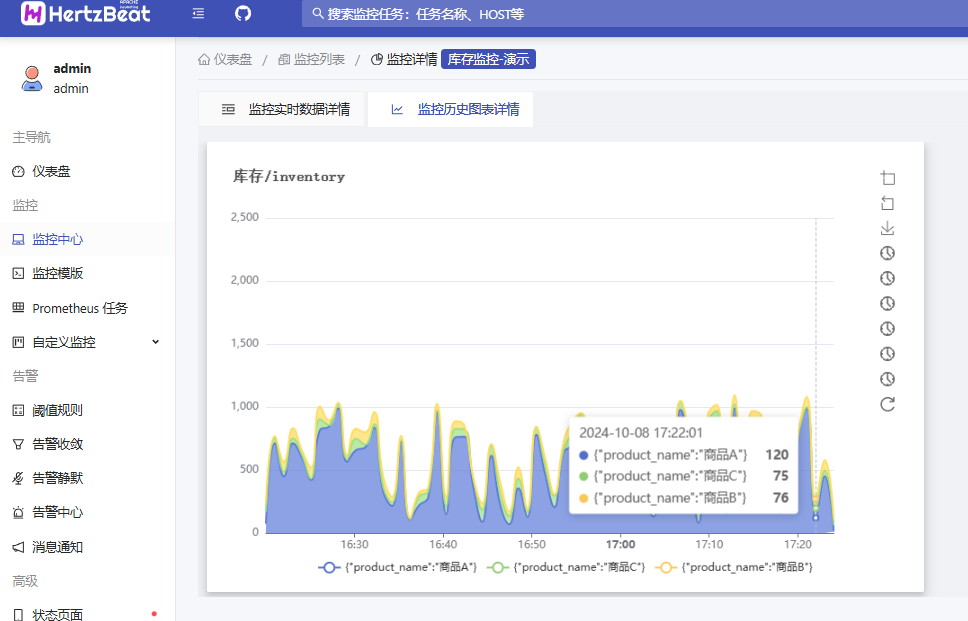 APACHE
HertzBeat
搜索监控任务：任务名称、HOST等
admin
admin
主导航
仪表盘
监控
监控中心
监控模版
Prometheus 任务
自定义监控
告警
阈值规则
告警收敛
告警静默
告警中心
消息通知
高级
状态页面
仪表盘 / 监控列表 / 监控详情 库存监控-演示
监控实时数据详情 监控历史图表详情
库存/inventory
2,500
2,000
1,500
1,000
500
0
16:30 16:40 16:50 17:00 17:10 17:20
2024-10-08 17:22:01
{"product_name":"商品A"} 120
{"product_name":"商品C"} 75
{"product_name":"商品B"} 76
{"product_name":"商品A"} {"product_name":"商品C"} {"product_name":"商品B"}